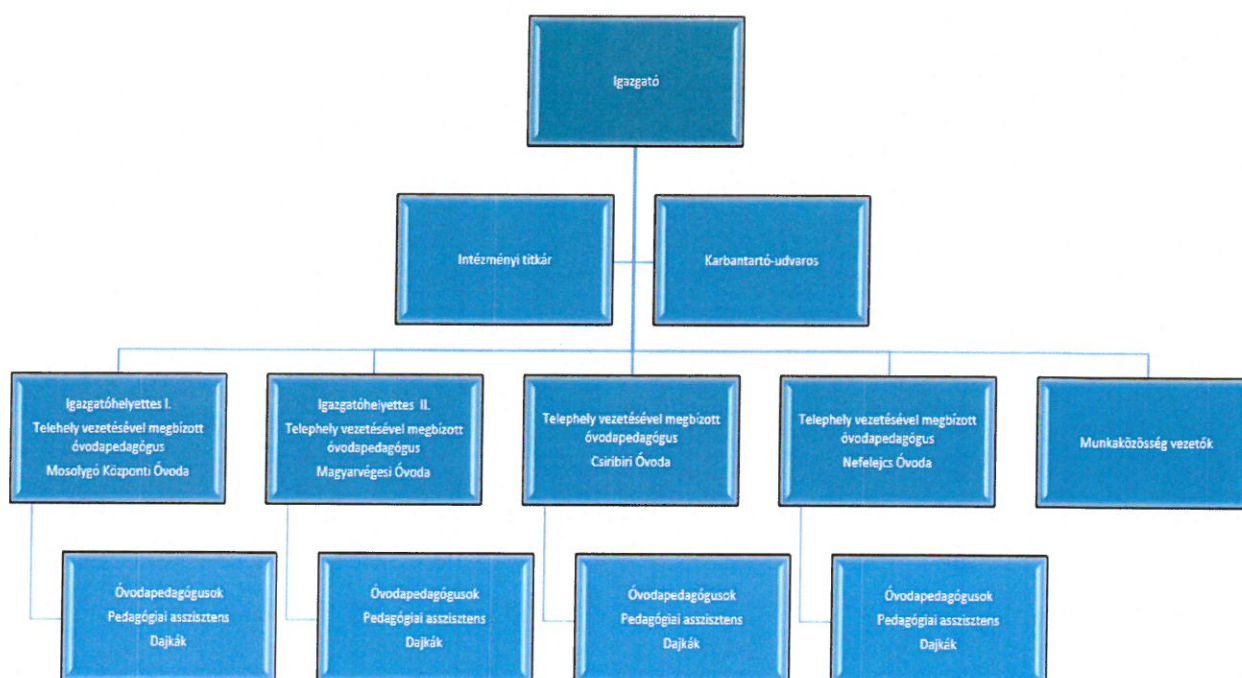 Igazgató
Intézményi titkár
Karbantartó-udvaros
Igazgatóhelyettes I.
Telehely vezetésével megbízott
óvodapedagógus
Mosolygó Központi Óvoda
Igazgatóhelyettes II.
Telephely vezetésével megbízott
óvodapedagógus
Magyarvégesi Óvoda
Telephely vezetésével megbízott
óvodapedagógus
Csiribiri Óvoda
Telephely vezetésével megbízott
óvodapedagógus
Nefelejcs Óvoda
Munkaközösség vezetők
Óvodapedagógusok
Pedagógiai asszisztens
Dajkák
Óvodapedagógusok
Pedagógiai asszisztens
Dajkák
Óvodapedagógusok
Pedagógiai asszisztens
Dajkák
Óvodapedagógusok
Pedagógiai asszisztens
Dajkák